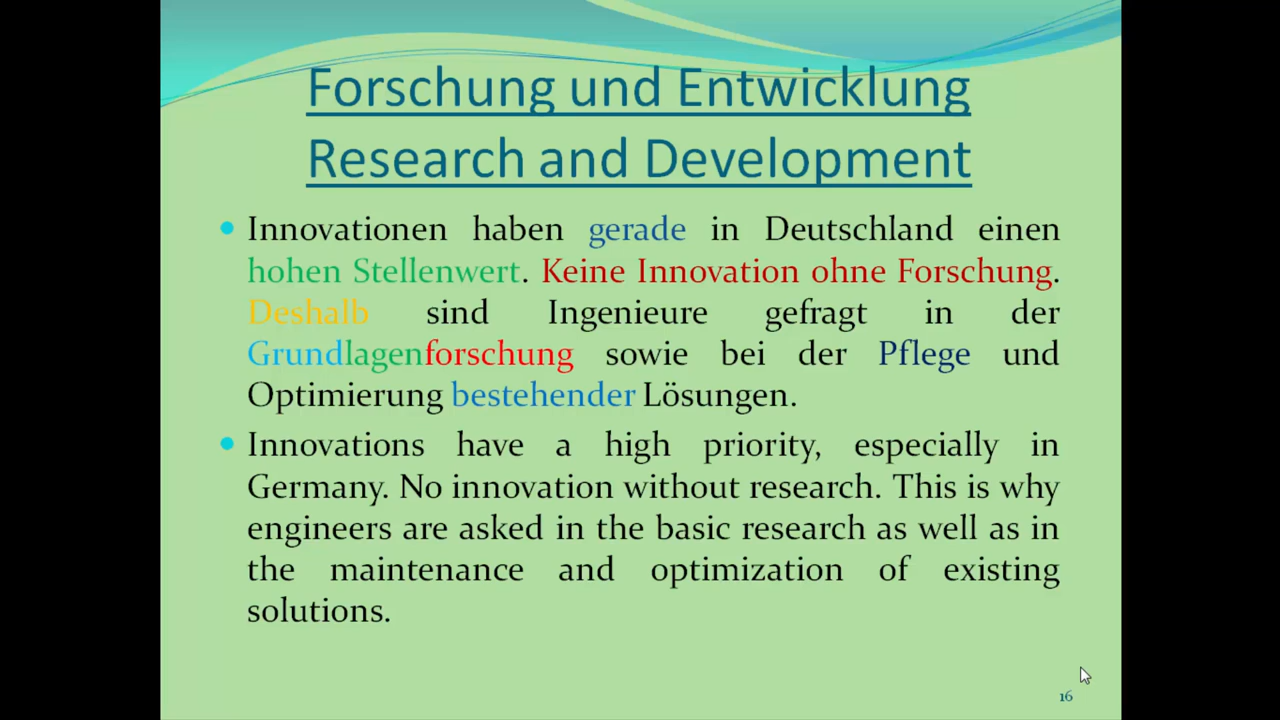 Forschung und Entwicklung
Research and Development
Innovationen haben gerade in Deutschland einen
hohen Stellenwert. Keine Innovation ohne Forschung.
Deshalb sind Ingenieure gefragt in der
Grundlagenforschung sowie bei der Pflege und
Optimierung bestehender Lösungen.
Innovations have a high priority, especially in
Germany. No innovation without research. This is why
engineers are asked in the basic research as well as in
the maintenance and optimization of existing
solutions.
16